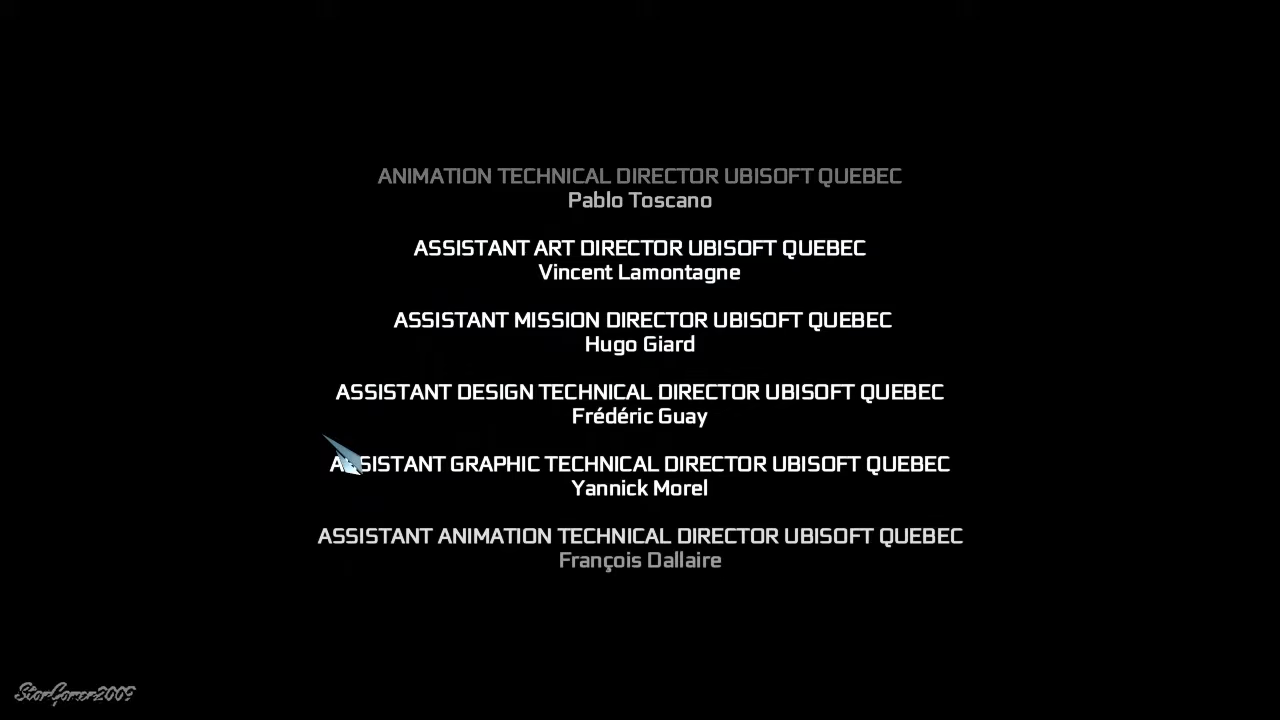 ANIMATION TECHNICAL DIRECTOR UBISOFT QUEBEC
Pablo Toscano
ASSISTANT ART DIRECTOR UBISOFT QUEBEC
Vincent Lamontagne
ASSISTANT MISSION DIRECTOR UBISOFT QUEBEC
Hugo Giard
ASSISTANT DESIGN TECHNICAL DIRECTOR UBISOFT QUEBEC
Frédéric Guay
ASSISTANT GRAPHIC TECHNICAL DIRECTOR UBISOFT QUEBEC
Yannick Morel
ASSISTANT ANIMATION TECHNICAL DIRECTOR UBISOFT QUEBEC
François Dallaire
StarGamer2009